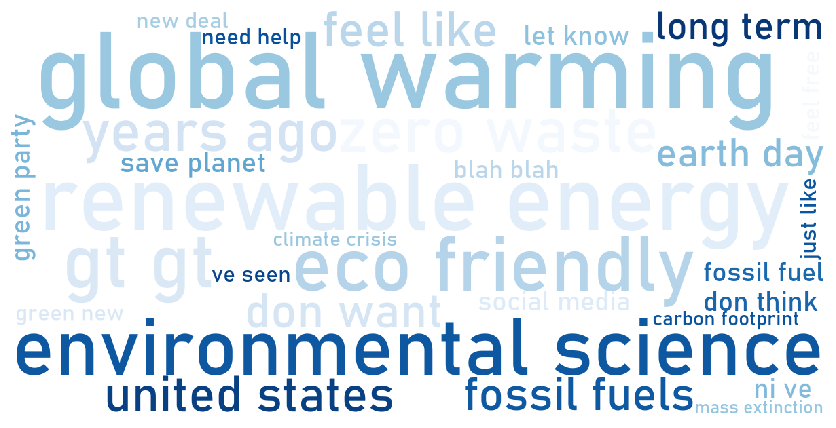 new deal
need help
feel like
let know
long term
global warming
feel free
green party
years ago
zero waste
save planet
blah blah
earth day
renewable energy
just like
gt gt
climate crisis
ve seen
eco friendly
fossil fuel
green new
don want
social media
don think
carbon footprint
environmental science
united states
fossil fuels
ni ve
mass extinction